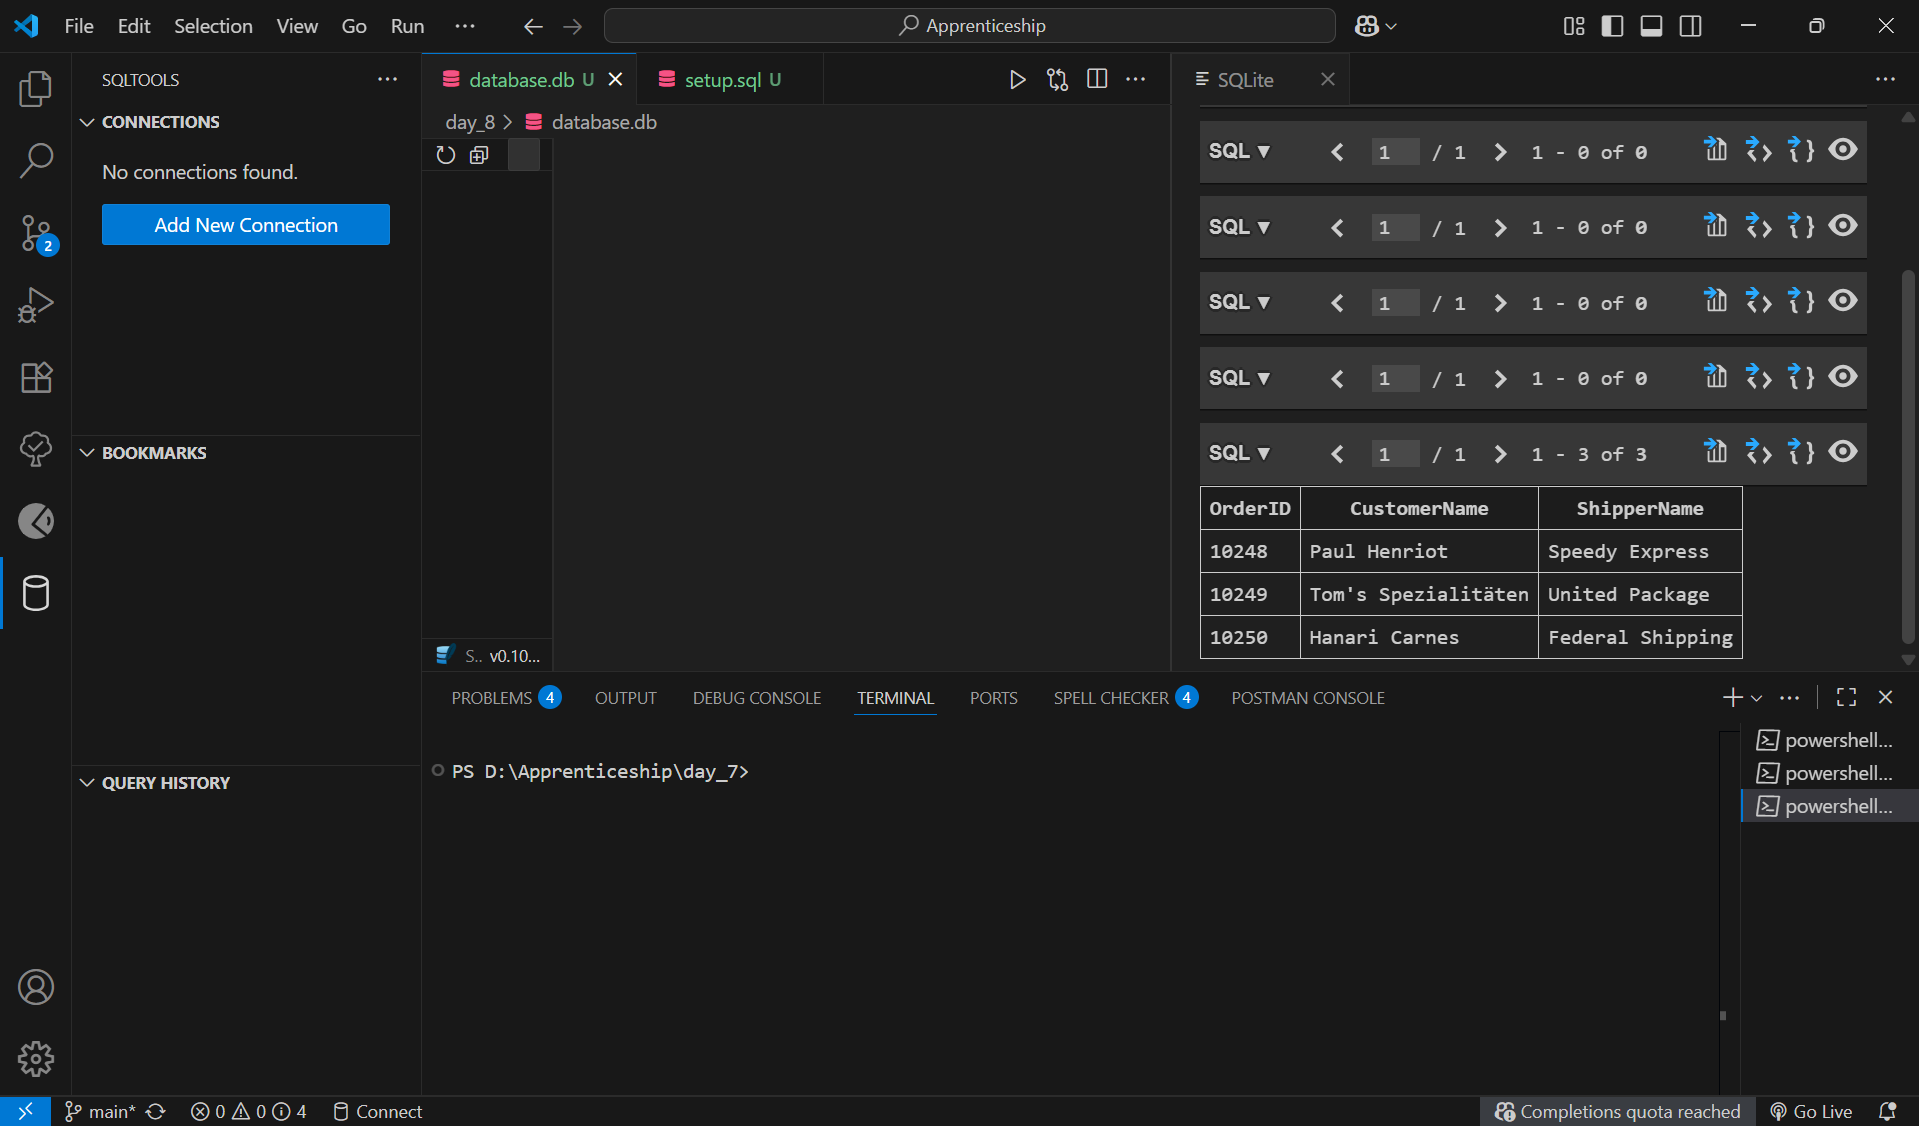 File Edit Selection View Go Run ··· Apprenticeship
SQLTOOLS
CONNECTIONS
No connections found.
Add New Connection
2
BOOKMARKS
QUERY HISTORY
database.db U
setup.sql U
day_8 > database.db
S.. v0.10...
SQLite
SQL ▼ 1 / 1 1 - 0 of 0
SQL ▼ 1 / 1 1 - 0 of 0
SQL ▼ 1 / 1 1 - 0 of 0
SQL ▼ 1 / 1 1 - 0 of 0
SQL ▼ 1 / 1 1 - 3 of 3
OrderID CustomerName ShipperName
10248 Paul Henriot Speedy Express
10249 Tom's Spezialitäten United Package
10250 Hanari Carnes Federal Shipping
PROBLEMS 4 OUTPUT DEBUG CONSOLE TERMINAL PORTS SPELL CHECKER 4 POSTMAN CONSOLE
PS D:\Apprenticeship\day_7>
powershell...
powershell...
powershell...
main* 0 0 4 Connect Completions quota reached Go Live